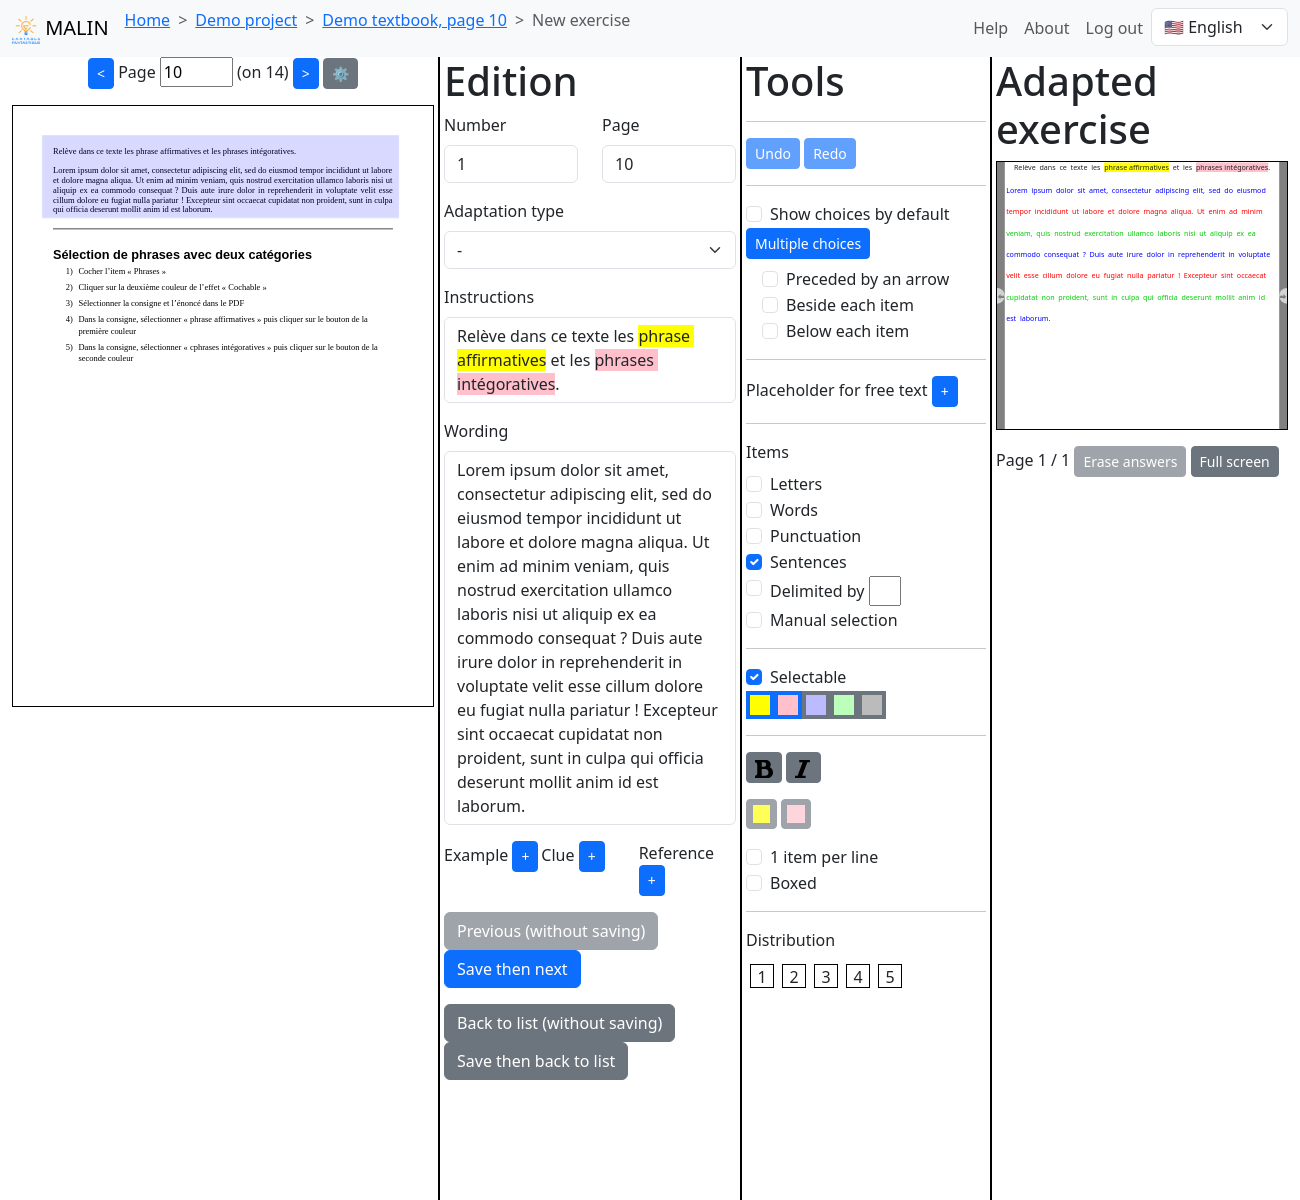 MALIN
Home > Demo project > Demo textbook, page 10 > New exercise
Help About Log out 🇺🇸 English
< Page 10 (on 14) > ⚙️
Relève dans ce texte les phrase affirmatives et les phrases intégoratives.
Lorem ipsum dolor sit amet, consectetur adipiscing elit, sed do eiusmod tempor incididunt ut labore
et dolore magna aliqua. Ut enim ad minim veniam, quis nostrud exercitation ullamco laboris nisi ut
aliquip ex ea commodo consequat ? Duis aute irure dolor in reprehenderit in voluptate velit esse
cillum dolore eu fugiat nulla pariatur ! Excepteur sint occaecat cupidatat non proident, sunt in culpa
qui officia deserunt mollit anim id est laborum.
Sélection de phrases avec deux catégories
1) Cocher l’item « Phrases »
2) Cliquer sur la deuxième couleur de l’effet « Cochable »
3) Sélectionner la consigne et l’énoncé dans le PDF
4) Dans la consigne, sélectionner « phrase affirmatives » puis cliquer sur le bouton de la
première couleur
5) Dans la consigne, sélectionner « cphrases intégoratives » puis cliquer sur le bouton de la
seconde couleur
Edition
Number Page
1 10
Adaptation type
-
Instructions
Relève dans ce texte les phrase
affirmatives et les phrases
intégoratives.
Wording
Lorem ipsum dolor sit amet,
consectetur adipiscing elit, sed do
eiusmod tempor incididunt ut
labore et dolore magna aliqua. Ut
enim ad minim veniam, quis
nostrud exercitation ullamco
laboris nisi ut aliquip ex ea
commodo consequat ? Duis aute
irure dolor in reprehenderit in
voluptate velit esse cillum dolore
eu fugiat nulla pariatur ! Excepteur
sint occaecat cupidatat non
proident, sunt in culpa qui officia
deserunt mollit anim id est
laborum.
Example + Clue + Reference
+
Previous (without saving)
Save then next
Back to list (without saving)
Save then back to list
Tools
Undo Redo
Show choices by default
Multiple choices
Preceded by an arrow
Beside each item
Below each item
Placeholder for free text +
Items
Letters
Words
Punctuation
Sentences
Delimited by
Manual selection
Selectable
B I
1 item per line
Boxed
Distribution
1 2 3 4 5
Adapted
exercise
Relève dans ce texte les phrase affirmatives et les phrases intégoratives.
Lorem ipsum dolor sit amet, consectetur adipiscing elit, sed do eiusmod
tempor incididunt ut labore et dolore magna aliqua. Ut enim ad minim
veniam, quis nostrud exercitation ullamco laboris nisi ut aliquip ex ea
commodo consequat ? Duis aute irure dolor in reprehenderit in voluptate
velit esse cillum dolore eu fugiat nulla pariatur ! Excepteur sint occaecat
cupidatat non proident, sunt in culpa qui officia deserunt mollit anim id
est laborum.
Page 1 / 1 Erase answers Full screen